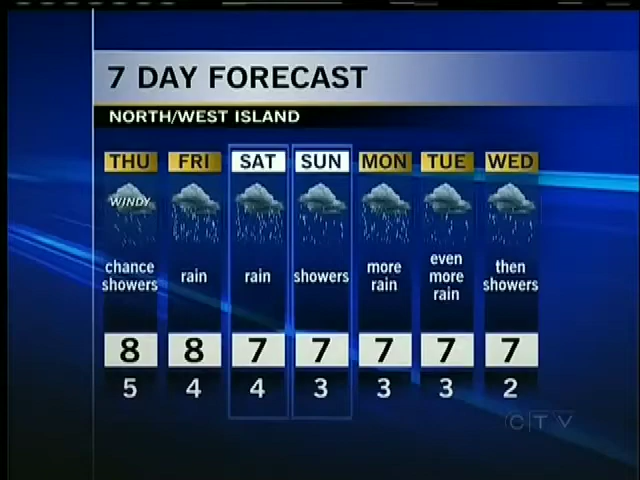 7 DAY FORECAST
NORTH/WEST ISLAND
THU FRI SAT SUN MON TUE WED
WINDY
chance showers
rain
rain
showers
more rain
even more rain
then showers
8 8 7 7 7 7 7
5 4 4 3 3 3 2
CTV